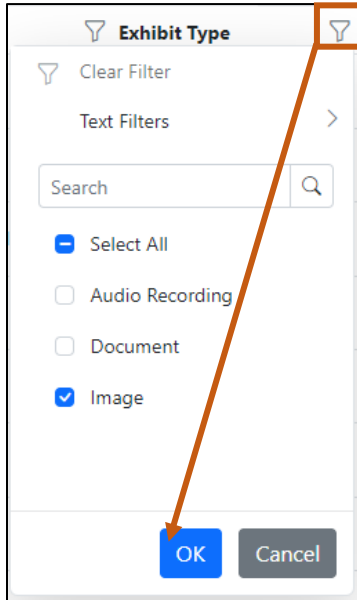 Exhibit Type
Clear Filter
Text Filters
Search
Select All
Audio Recording
Document
Image
OK Cancel